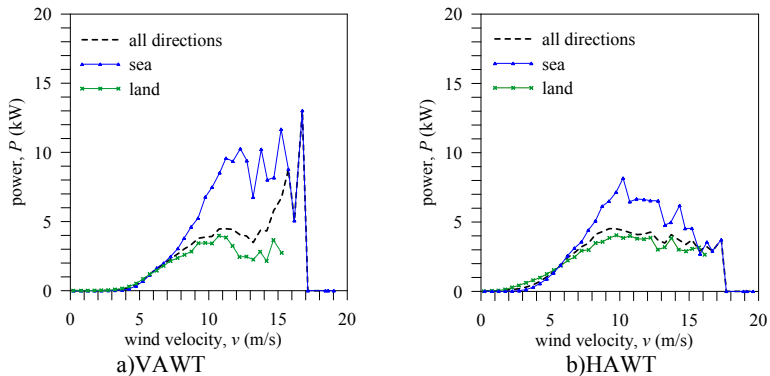 20
15
10
5
0
power, P (kW)
all directions
sea
land
0 5 10 15 20
wind velocity, v (m/s)
a)VAWT
20
15
10
5
0
power, P (kW)
all directions
sea
land
0 5 10 15 20
wind velocity, v (m/s)
b)HAWT